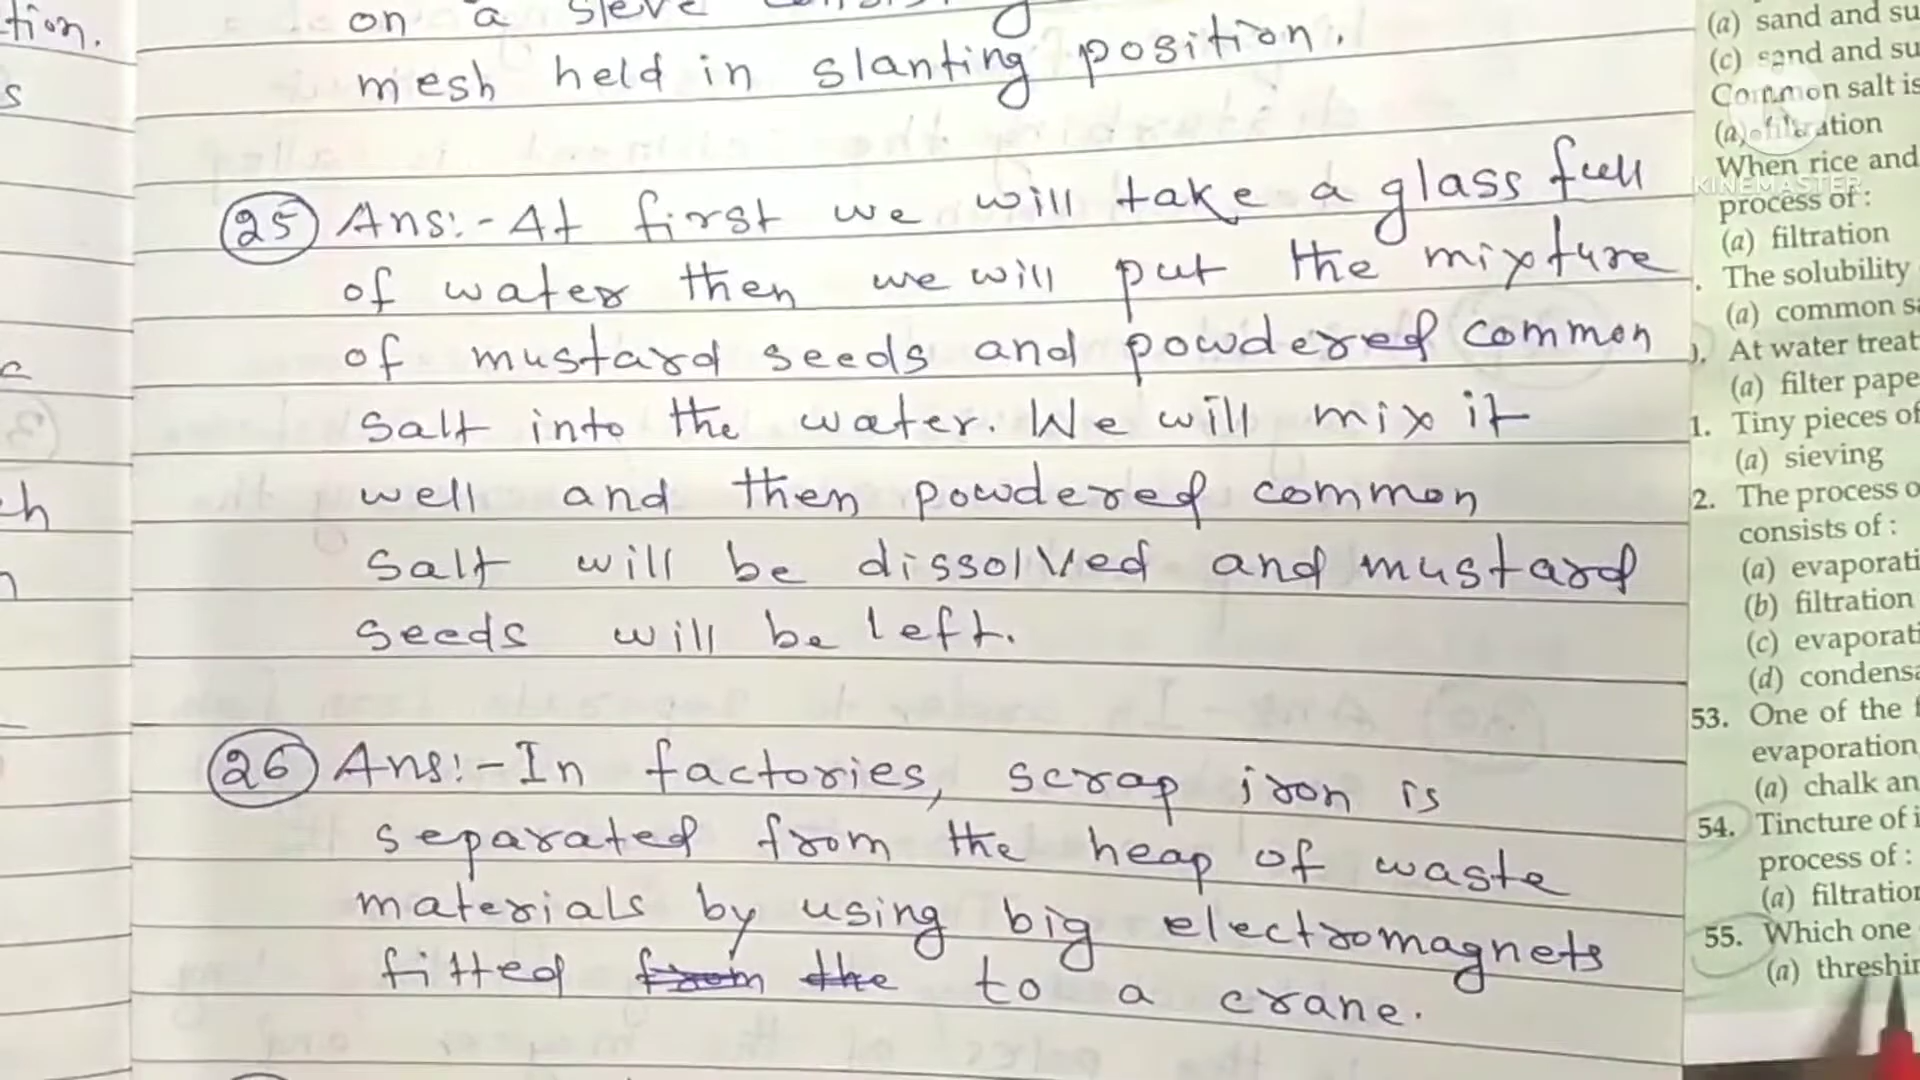 tion.
on a sieve
mesh held in slanting position.
25 Ans:- At first we will take a glass full
of water then we will put the mixture
of mustard seeds and powdered common
salt into the water. We will mix it
well and then powdered common
salt will be dissolved and mustard
seeds will be left.
26 Ans:- In factories, scrap iron is
separated from the heap of waste
materials by using big electromagnets
fitted from the to a crane.
(a) sand and su
(c) sand and su
Common salt is
(a) filtration
When rice and
KINEMASTER
process of :
(a) filtration
The solubility
(a) common sa
At water treat
(a) filter pape
1. Tiny pieces of
(a) sieving
2. The process o
consists of :
(a) evaporati
(b) filtration
(c) evaporati
(d) condensa
53. One of the f
evaporation
(a) chalk an
54. Tincture of i
process of :
(a) filtration
55. Which one
(a) threshin